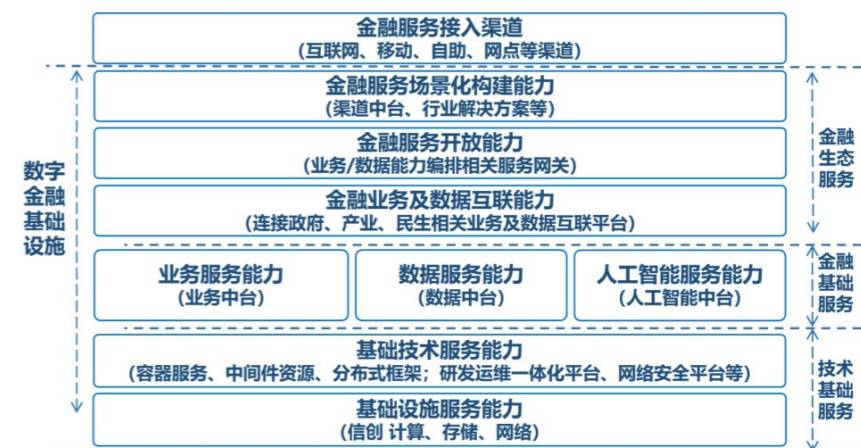 金融服务接入渠道
(互联网、移动、自助、网点等渠道)
金融服务场景化构建能力
(渠道中台、行业解决方案等)
金融服务开放能力
(业务/数据能力编排相关服务网关)
金融业务及数据互联能力
(连接政府、产业、民生相关业务及数据互联平台)
数字
金融
基础
设施
金融
生态
服务
业务服务能力
(业务中台)
数据服务能力
(数据中台)
人工智能服务能力
(人工智能中台)
金融
基础
服务
基础技术服务能力
(容器服务、中间件资源、分布式框架；研发运维一体化平台、网络安全平台等)
基础设施服务能力
(信创 计算、存储、网络)
技术
基础
服务